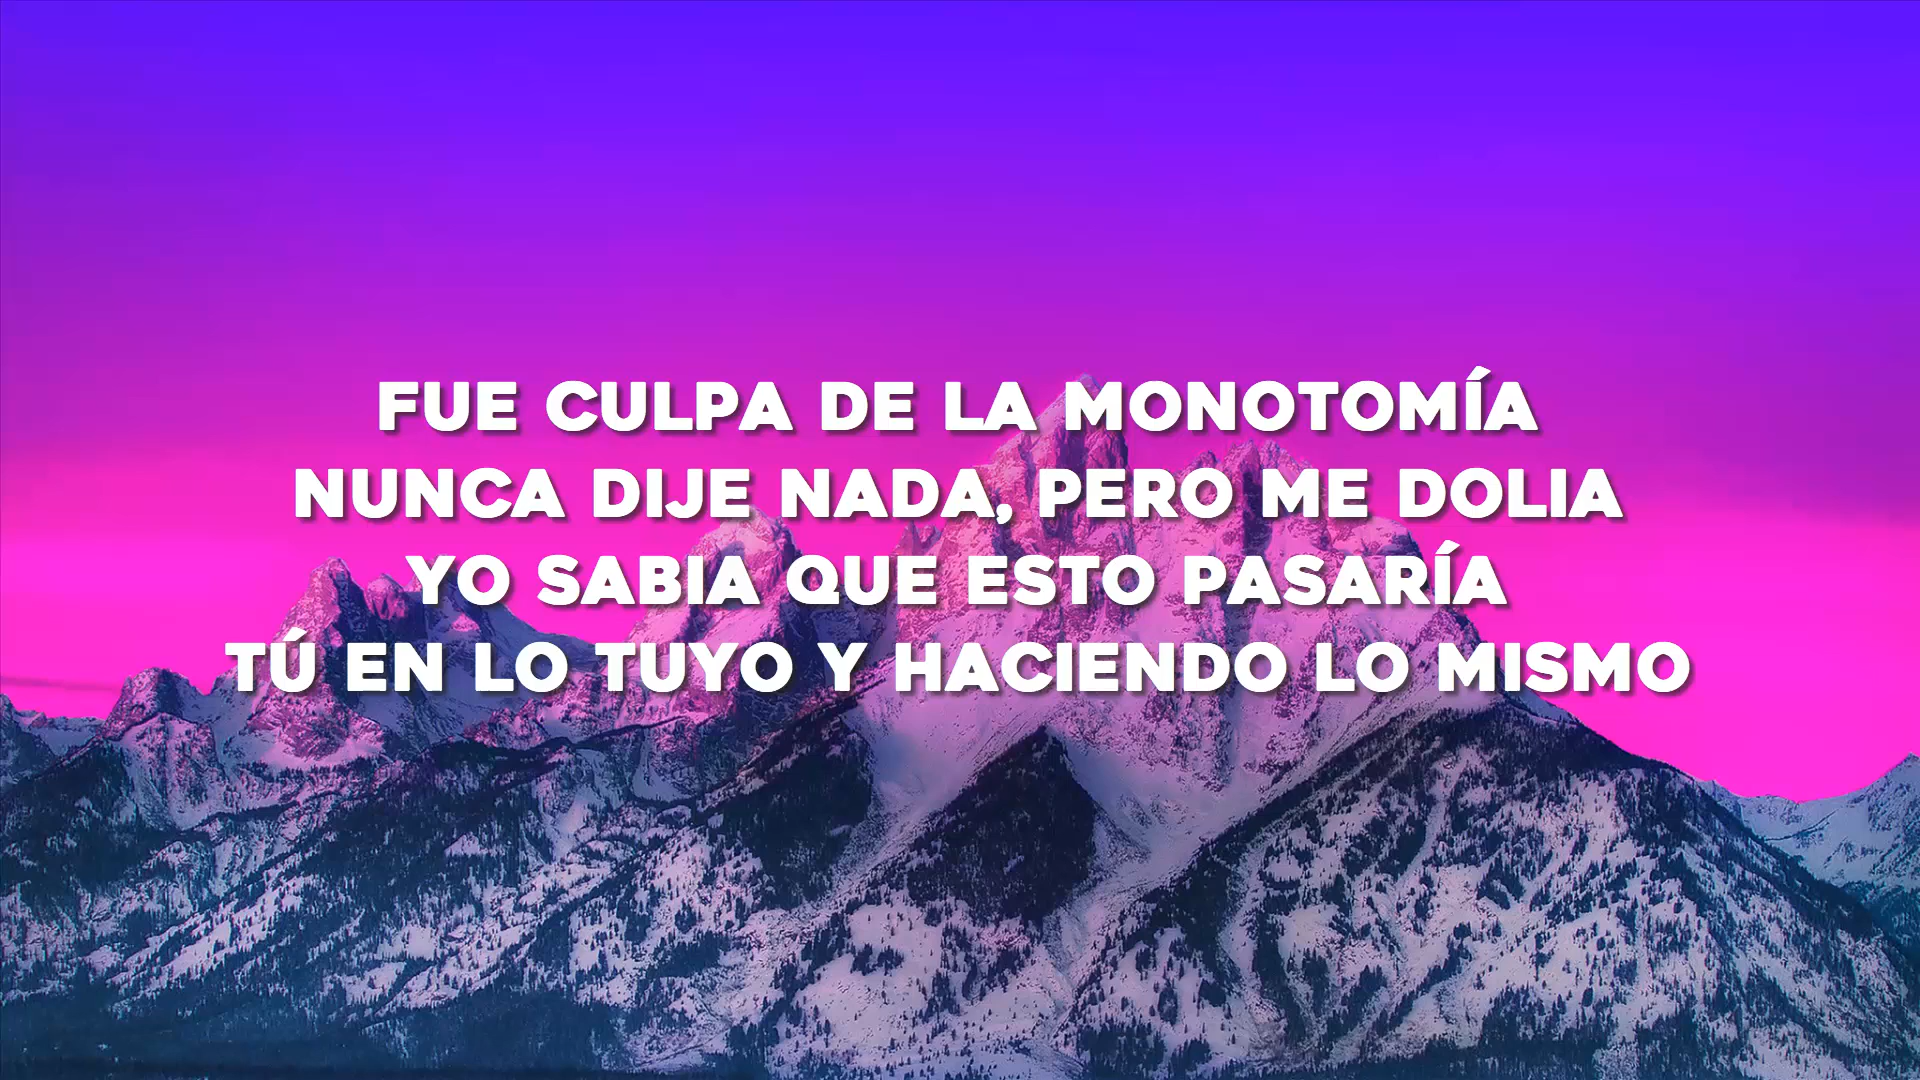 FUE CULPA DE LA MONOTOMÍA
NUNCA DIJE NADA, PERO ME DOLIA
YO SABIA QUE ESTO PASARÍA
TÚ EN LO TUYO Y HACIENDO LO MISMO